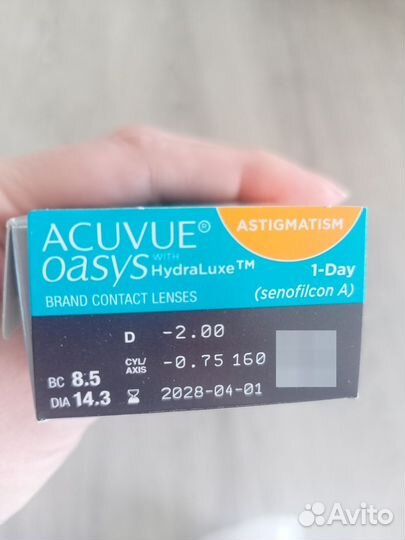 ACUVUE®
OASYS WITH HydraLuxe™
BRAND CONTACT LENSES
ASTIGMATISM
1-Day
(senofilcon A)
D -2.00
CYL/AXIS -0.75 160
BC 8.5
DIA 14.3
2028-04-01
Avito